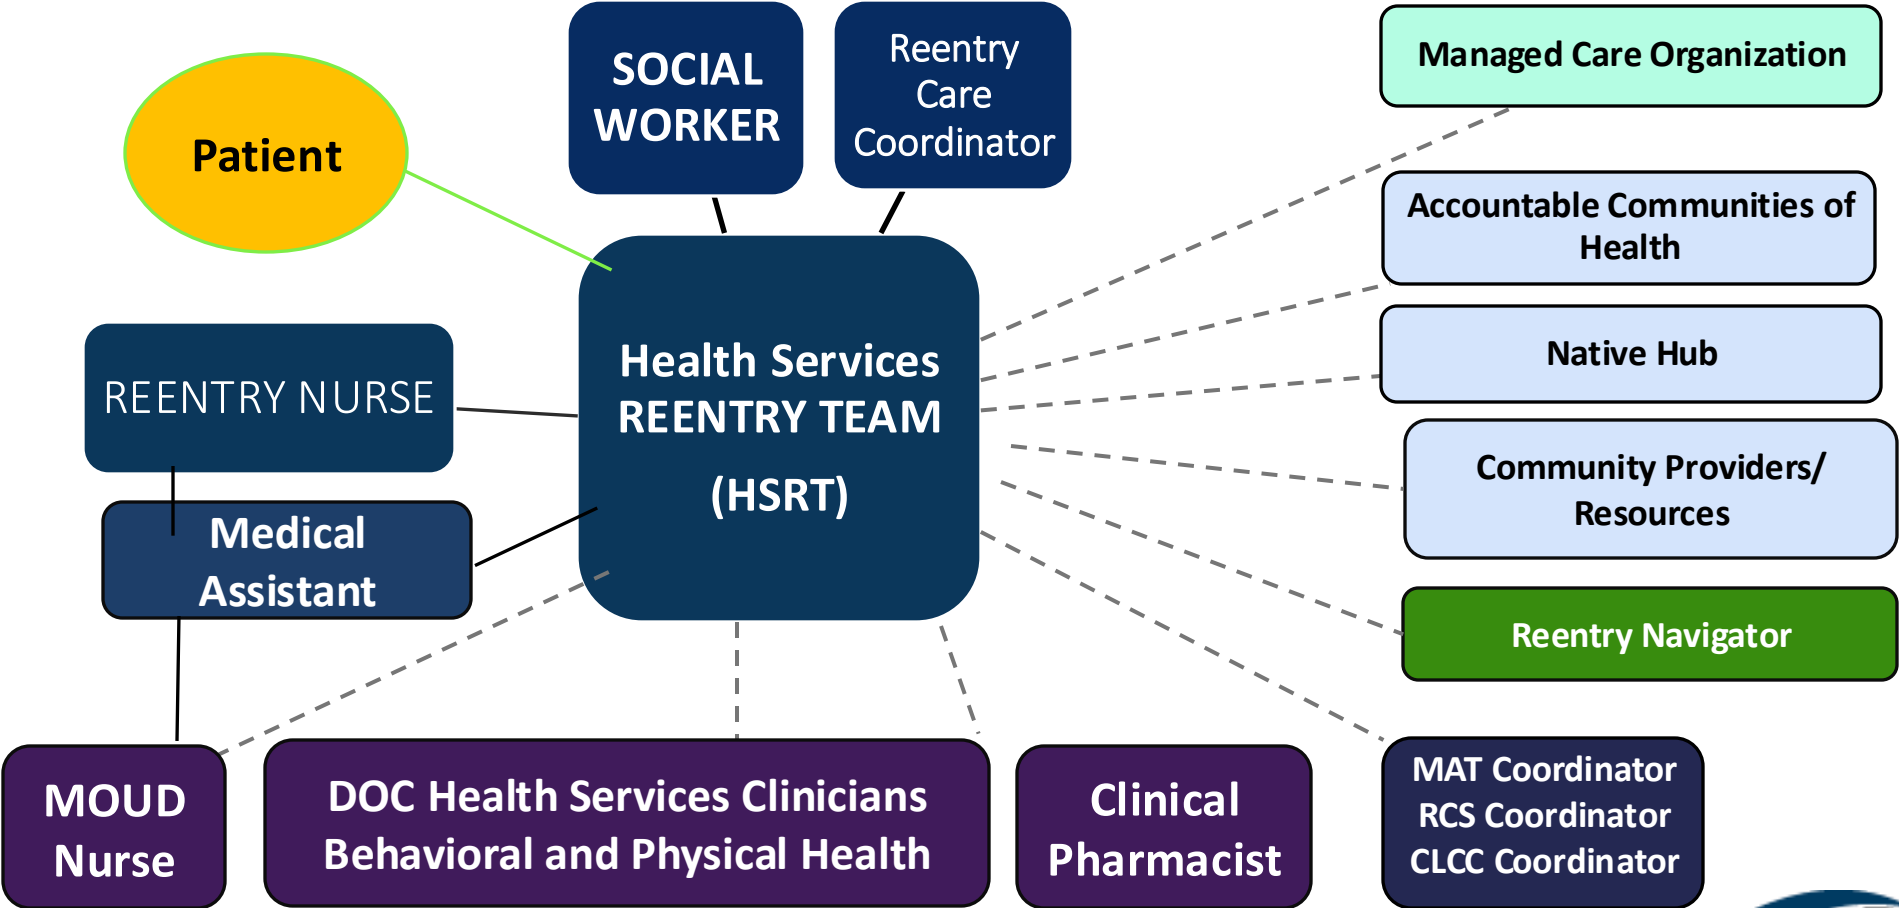 Patient
SOCIAL
WORKER
Reentry
Care
Coordinator
Managed Care Organization
Accountable Communities of
Health
Native Hub
Community Providers/
Resources
Reentry Navigator
REENTRY NURSE
Medical
Assistant
Health Services
REENTRY TEAM
(HSRT)
MOUD
Nurse
DOC Health Services Clinicians
Behavioral and Physical Health
Clinical
Pharmacist
MAT Coordinator
RCS Coordinator
CLCC Coordinator